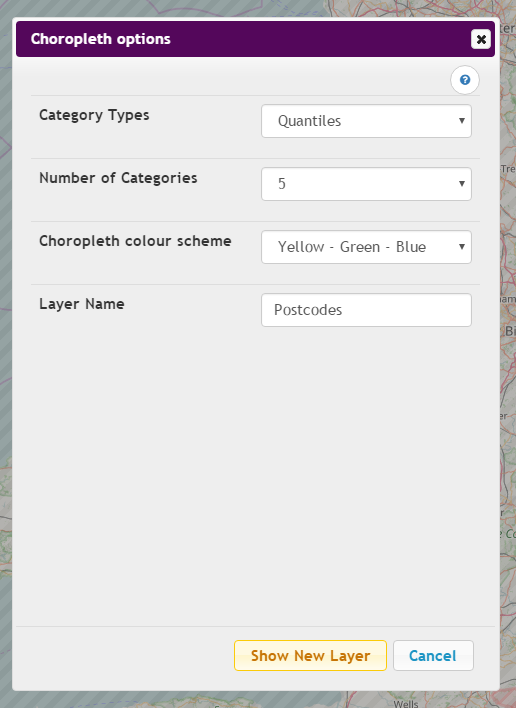 Choropleth options
Category Types
Quantiles
Number of Categories
5
Choropleth colour scheme
Yellow - Green - Blue
Layer Name
Postcodes
Show New Layer
Cancel
Wells